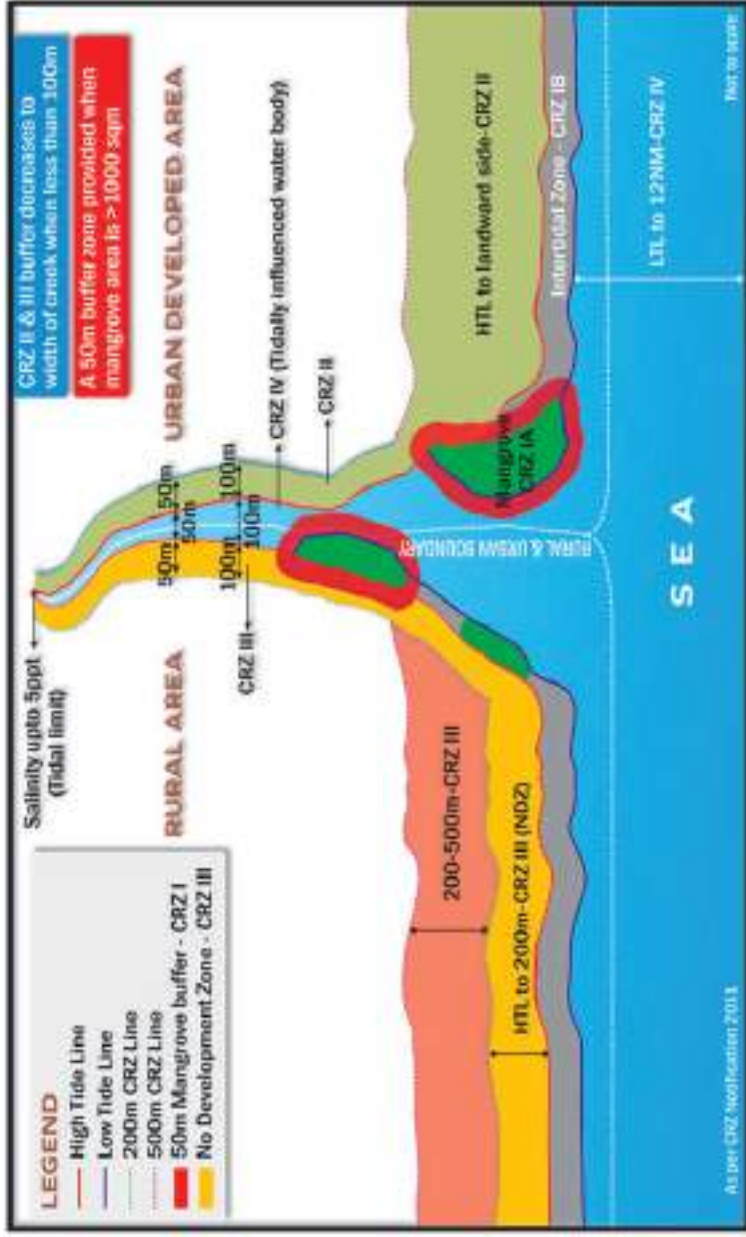 CRZ II & III buffer decreases to
width of creek when less than 100m
A 50m buffer zone provided when
mangrove area is >1000 sqm
Salinity upto 5ppt
(Tidal limit)
RURAL AREA
URBAN DEVELOPED AREA
LEGEND
High Tide Line
Low Tide Line
200m CRZ Line
500m CRZ Line
50m Mangrove buffer - CRZ I
No Development Zone - CRZ III
50m
50m
50m
100m
100m
100m
CRZ III
CRZ IV (Tidally influenced water body)
CRZ II
200-500m-CRZ III
HTL to 200m-CRZ III (NDZ)
RURAL & URBAN BOUNDARY
Mangrove
CRZ IA
HTL to landward side-CRZ II
Intertidal Zone - CRZ IB
LTL to 12NM-CRZ IV
SEA
As per CRZ Notification 2011
Not to scale